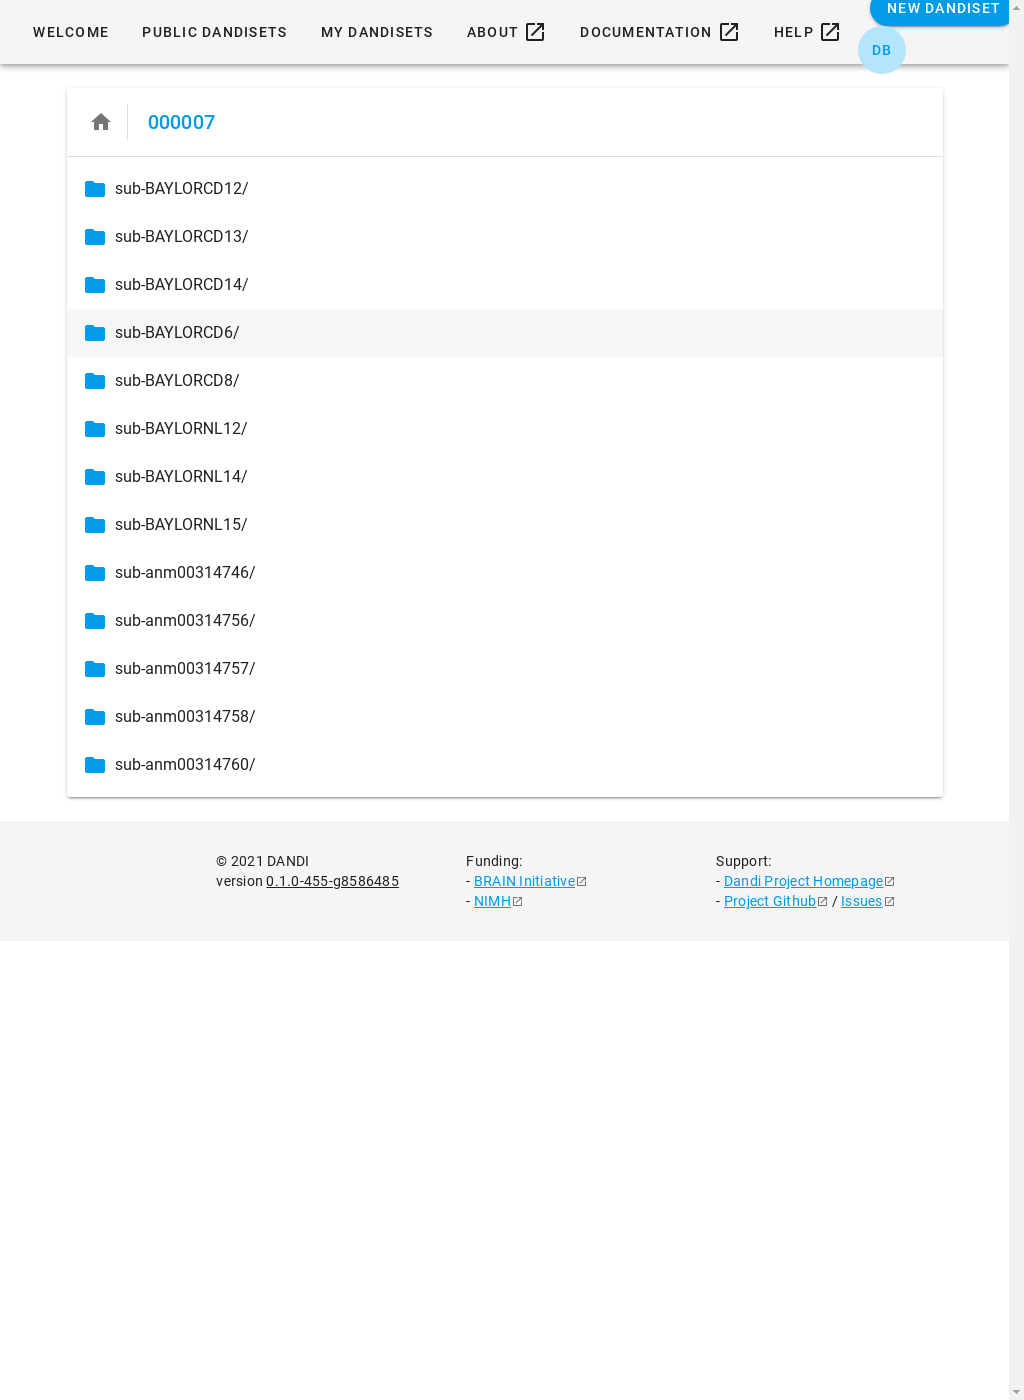 WELCOME PUBLIC DANDISETS MY DANDISETS ABOUT DOCUMENTATION HELP NEW DANDISET
DB
000007
sub-BAYLORCD12/
sub-BAYLORCD13/
sub-BAYLORCD14/
sub-BAYLORCD6/
sub-BAYLORCD8/
sub-BAYLORNL12/
sub-BAYLORNL14/
sub-BAYLORNL15/
sub-anm00314746/
sub-anm00314756/
sub-anm00314757/
sub-anm00314758/
sub-anm00314760/
© 2021 DANDI
version 0.1.0-455-g8586485
Funding:
- BRAIN Initiative
- NIMH
Support:
- Dandi Project Homepage
- Project Github / Issues